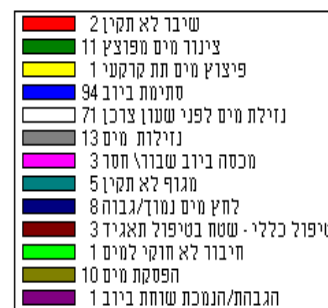 שיבר לא תקין 2
צינור מים מפוצץ 11
פיצוץ מים תת קרקעי 1
סתימת ביוב 94
נזילת מים לפני שעון צרכן 71
נזילות מים 13
מכסה ביוב שבור\ חסר 3
מגוף לא תקין 5
לחץ מים נמוך/גבוה 8
טיפול כללי - שטח בטיפול תאגיד 3
חיבור לא חוקי למים 1
הפסקת מים 10
הגבהת/הנמכת שוחת ביוב 1